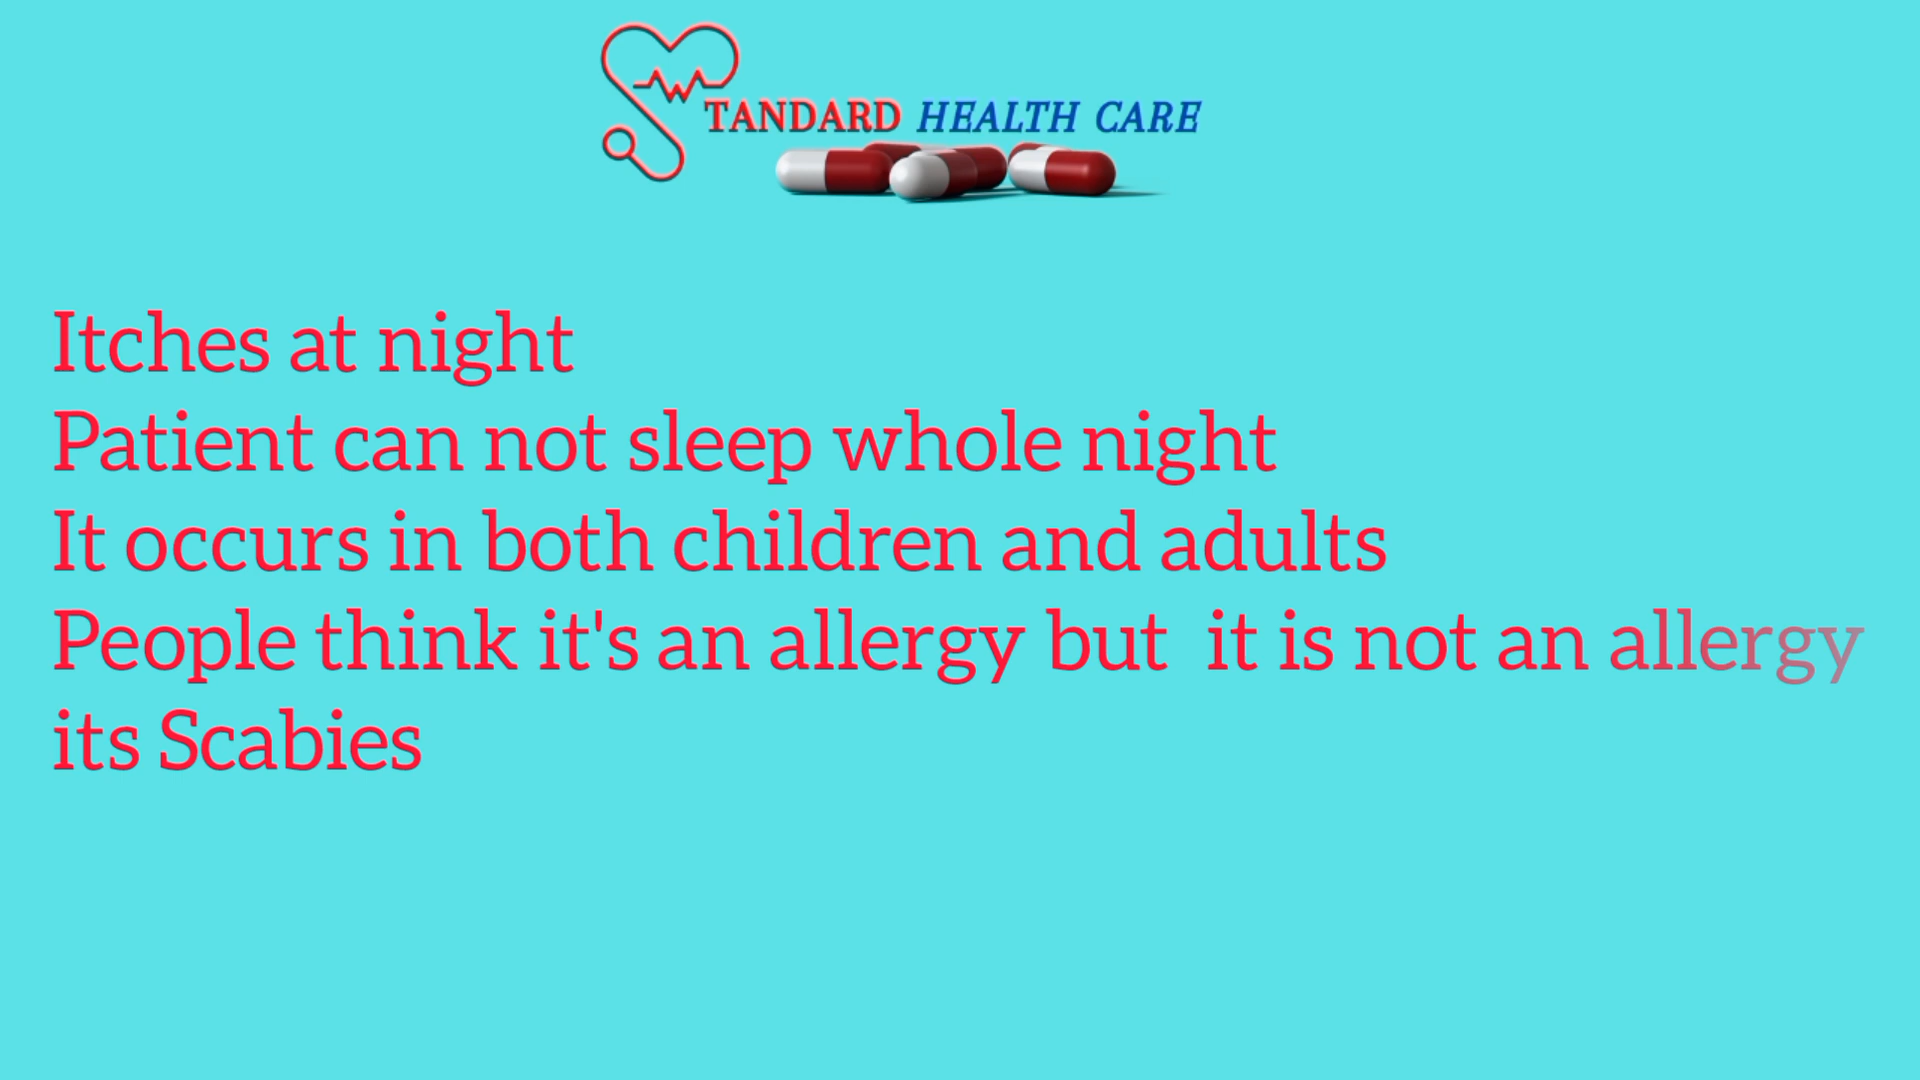 TANDARD HEALTH CARE
Itches at night
Patient can not sleep whole night
It occurs in both children and adults
People think it's an allergy but  it is not an allergy
its Scabies